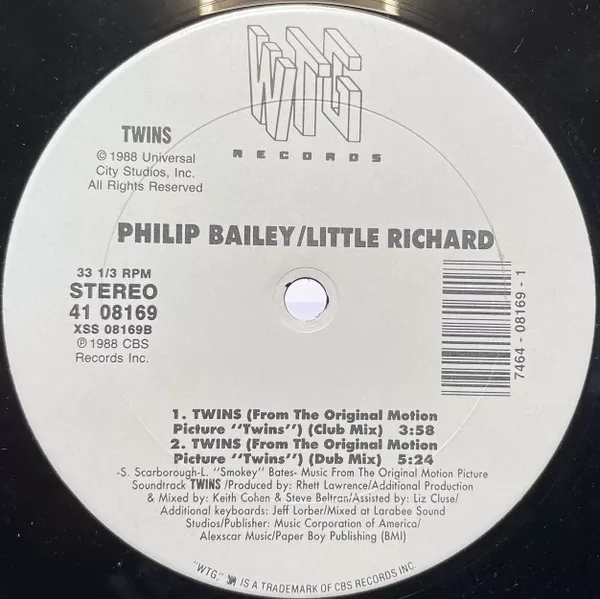 WTG
RECORDS
TWINS
© 1988 Universal
City Studios, Inc.
All Rights Reserved
PHILIP BAILEY/LITTLE RICHARD
33 1/3 RPM
STEREO
41 08169
XSS 08169B
℗ 1988 CBS
Records Inc.
7464 - 08169 - 1
1. TWINS (From The Original Motion
Picture "Twins") (Club Mix) 3:58
2. TWINS (From The Original Motion
Picture "Twins") (Dub Mix) 5:24
-S. Scarborough-L. "Smokey" Bates- Music From The Original Motion Picture
Soundtrack TWINS /Produced by: Rhett Lawrence/Additional Production
& Mixed by: Keith Cohen & Steve Beltran/Assisted by: Liz Cluse/
Additional keyboards: Jeff Lorber/Mixed at Larabee Sound
Studios/Publisher: Music Corporation of America/
Alexscar Music/Paper Boy Publishing (BMI)
"WTG," IS A TRADEMARK OF CBS RECORDS INC.